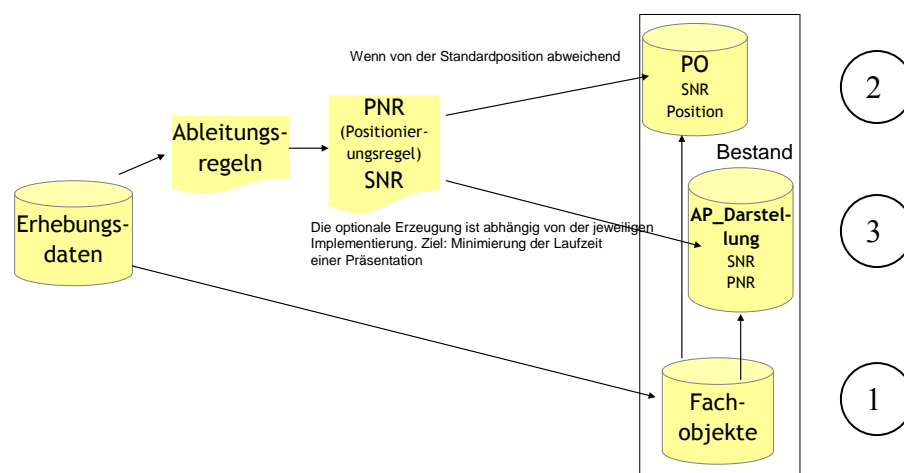 Wenn von der Standardposition abweichend
PO
SNR
Position
2
Ableitungs-
regeln
PNR
(Positionier-
ungsregel)
SNR
Bestand
Erhebungs-
daten
Die optionale Erzeugung ist abhängig von der jeweiligen
Implementierung. Ziel: Minimierung der Laufzeit
einer Präsentation
AP_Darstel-
lung
SNR
PNR
3
Fach-
objekte
1